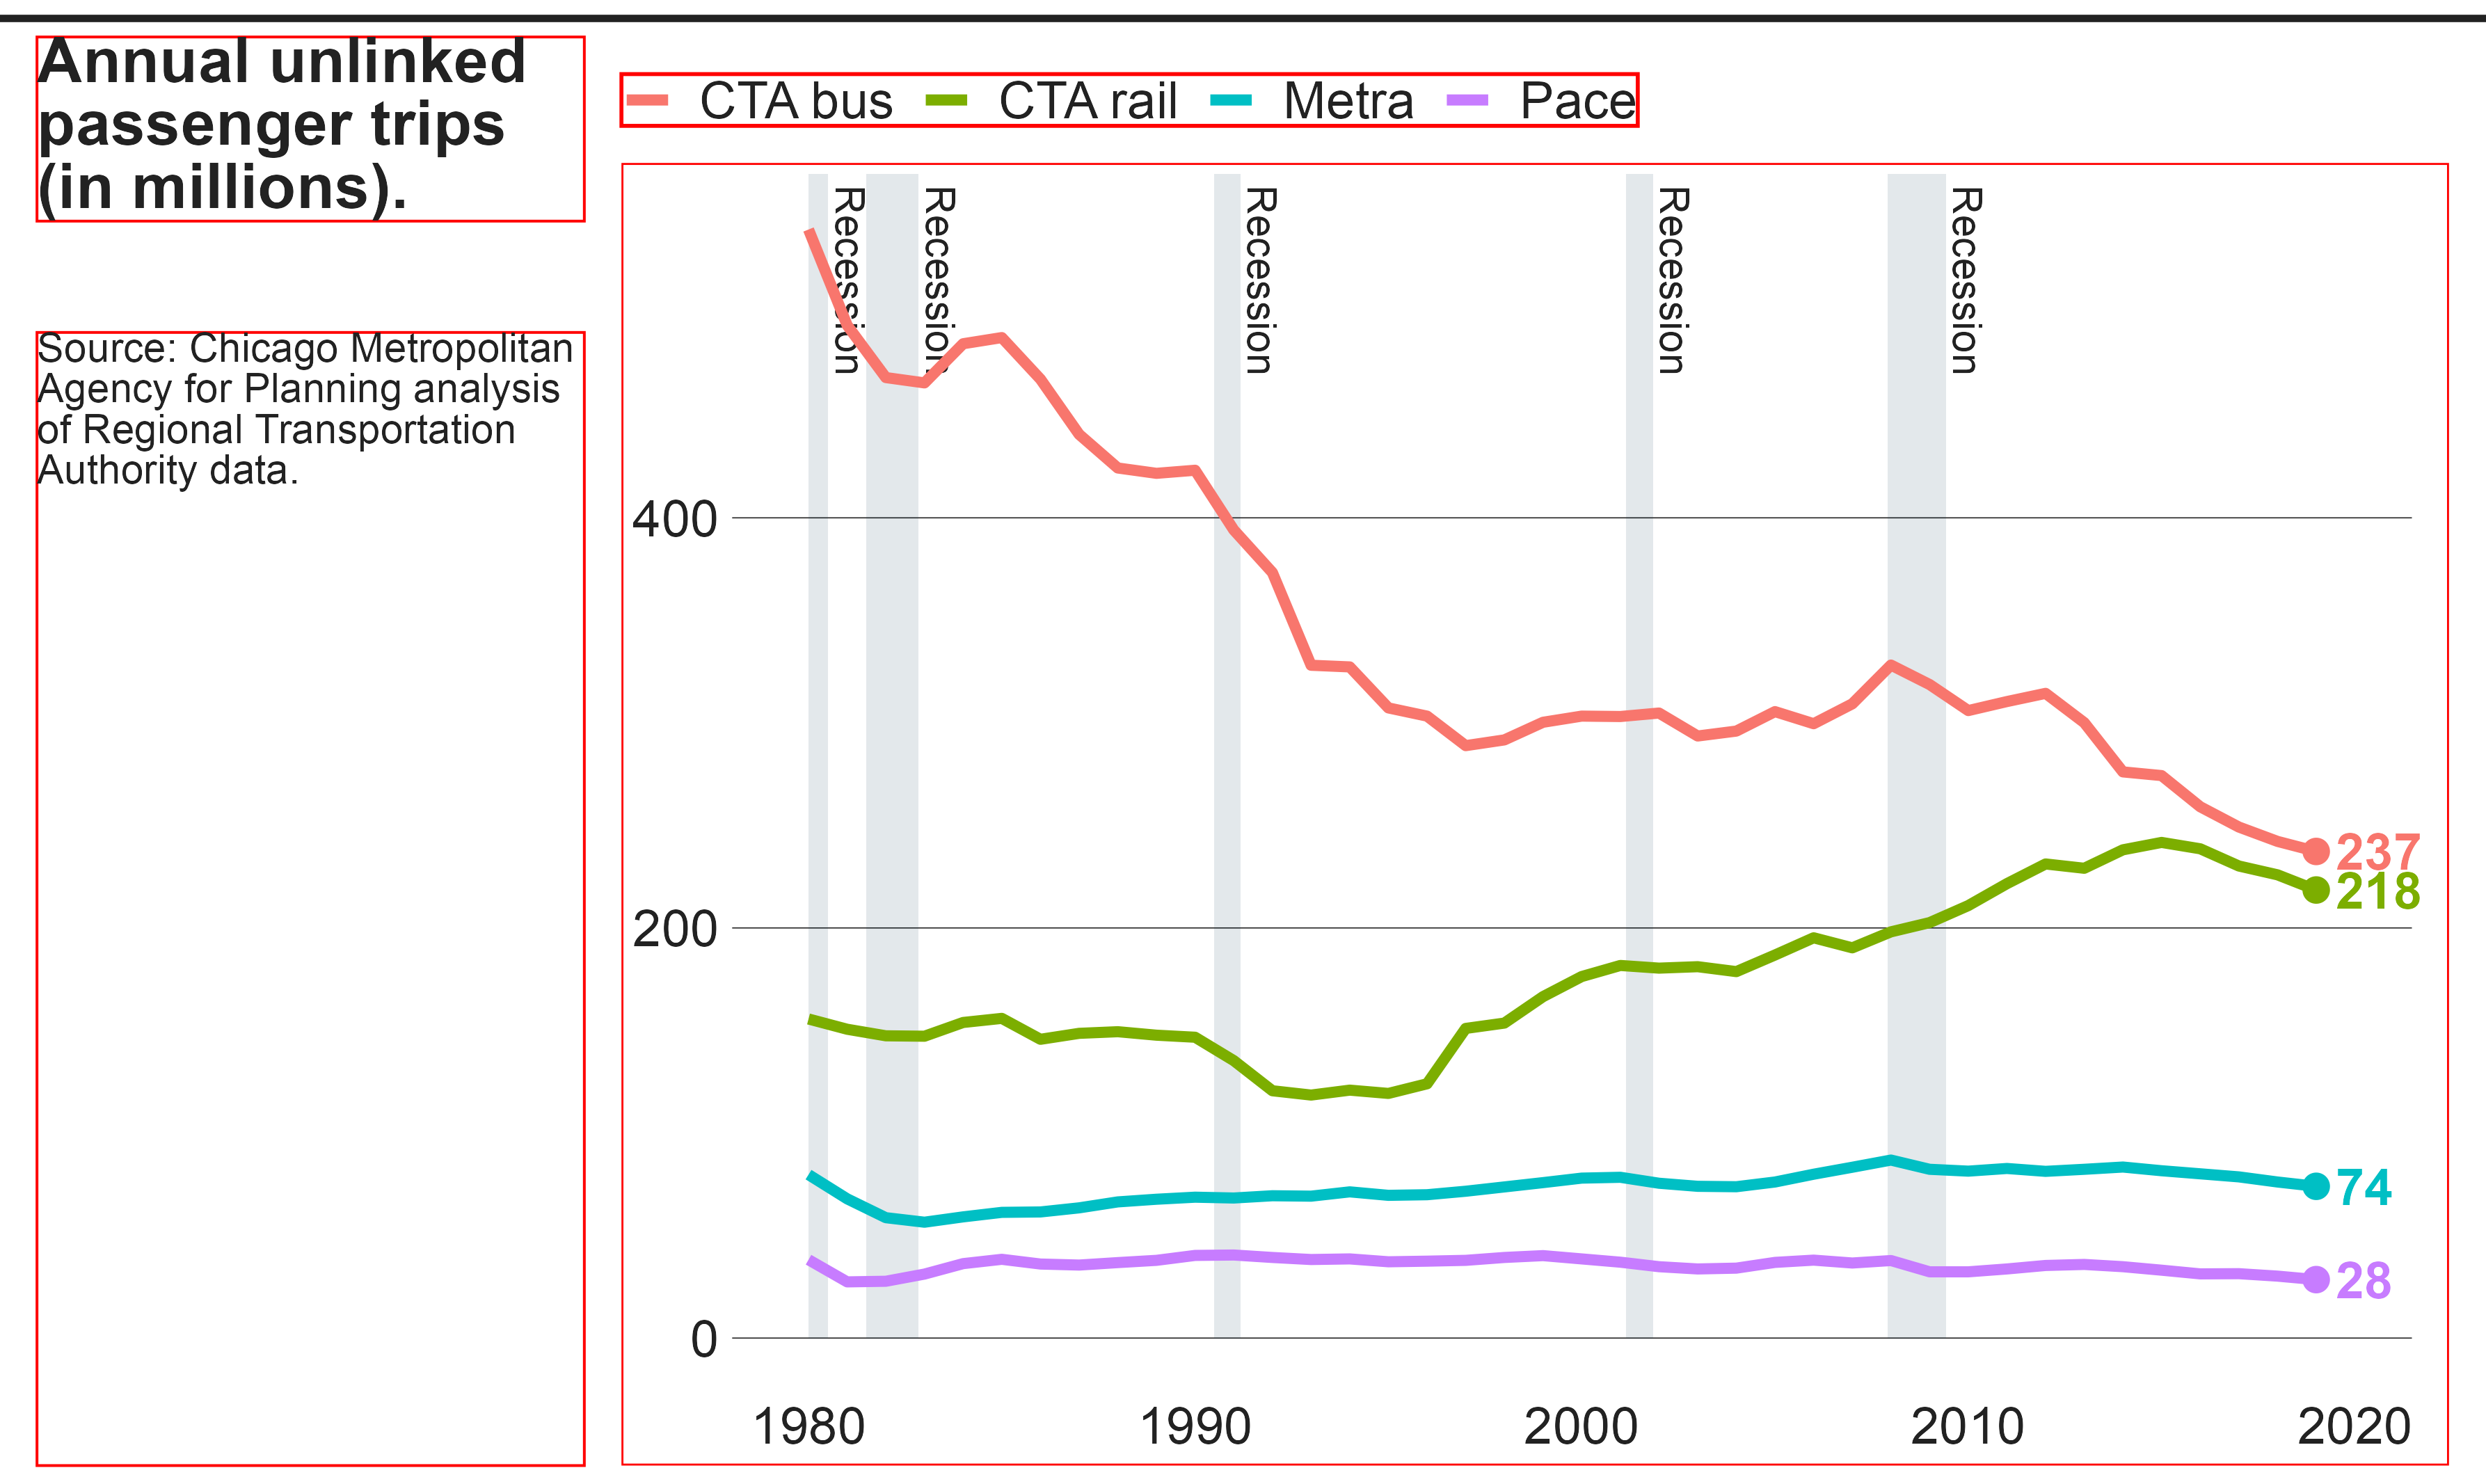 Annual unlinked
passenger trips
(in millions).
Source: Chicago Metropolitan
Agency for Planning analysis
of Regional Transportation
Authority data.
CTA bus CTA rail Metra Pace
Recession
Recession
Recession
Recession
Recession
400
200
0
237
218
74
28
1980 1990 2000 2010 2020